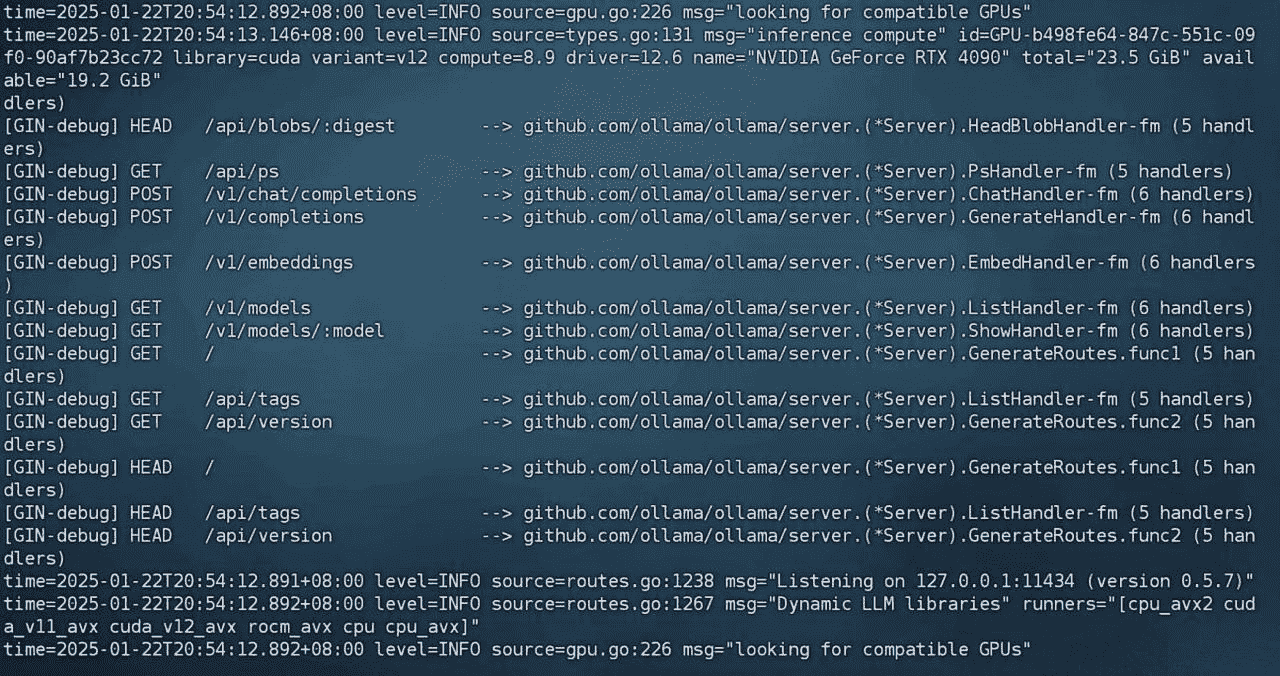 time=2025-01-22T20:54:12.892+08:00 level=INFO source=gpu.go:226 msg="looking for compatible GPUs"
time=2025-01-22T20:54:13.146+08:00 level=INFO source=types.go:131 msg="inference compute" id=GPU-b498fe64-847c-551c-09
f0-90af7b23cc72 library=cuda variant=v12 compute=8.9 driver=12.6 name="NVIDIA GeForce RTX 4090" total="23.5 GiB" avail
able="19.2 GiB"
dlers)
[GIN-debug] HEAD   /api/blobs/:digest        --> github.com/ollama/ollama/server.(*Server).HeadBlobHandler-fm (5 handl
ers)
[GIN-debug] GET    /api/ps                   --> github.com/ollama/ollama/server.(*Server).PsHandler-fm (5 handlers)
[GIN-debug] POST   /v1/chat/completions      --> github.com/ollama/ollama/server.(*Server).ChatHandler-fm (6 handlers)
[GIN-debug] POST   /v1/completions           --> github.com/ollama/ollama/server.(*Server).GenerateHandler-fm (6 handl
ers)
[GIN-debug] POST   /v1/embeddings            --> github.com/ollama/ollama/server.(*Server).EmbedHandler-fm (6 handlers
)
[GIN-debug] GET    /v1/models                --> github.com/ollama/ollama/server.(*Server).ListHandler-fm (6 handlers)
[GIN-debug] GET    /v1/models/:model         --> github.com/ollama/ollama/server.(*Server).ShowHandler-fm (6 handlers)
[GIN-debug] GET    /                         --> github.com/ollama/ollama/server.(*Server).GenerateRoutes.func1 (5 han
dlers)
[GIN-debug] GET    /api/tags                 --> github.com/ollama/ollama/server.(*Server).ListHandler-fm (5 handlers)
[GIN-debug] GET    /api/version              --> github.com/ollama/ollama/server.(*Server).GenerateRoutes.func2 (5 han
dlers)
[GIN-debug] HEAD   /                         --> github.com/ollama/ollama/server.(*Server).GenerateRoutes.func1 (5 han
dlers)
[GIN-debug] HEAD   /api/tags                 --> github.com/ollama/ollama/server.(*Server).ListHandler-fm (5 handlers)
[GIN-debug] HEAD   /api/version              --> github.com/ollama/ollama/server.(*Server).GenerateRoutes.func2 (5 han
dlers)
time=2025-01-22T20:54:12.891+08:00 level=INFO source=routes.go:1238 msg="Listening on 127.0.0.1:11434 (version 0.5.7)"
time=2025-01-22T20:54:12.892+08:00 level=INFO source=routes.go:1267 msg="Dynamic LLM libraries" runners="[cpu_avx2 cud
a_v11_avx cuda_v12_avx rocm_avx cpu cpu_avx]"
time=2025-01-22T20:54:12.892+08:00 level=INFO source=gpu.go:226 msg="looking for compatible GPUs"